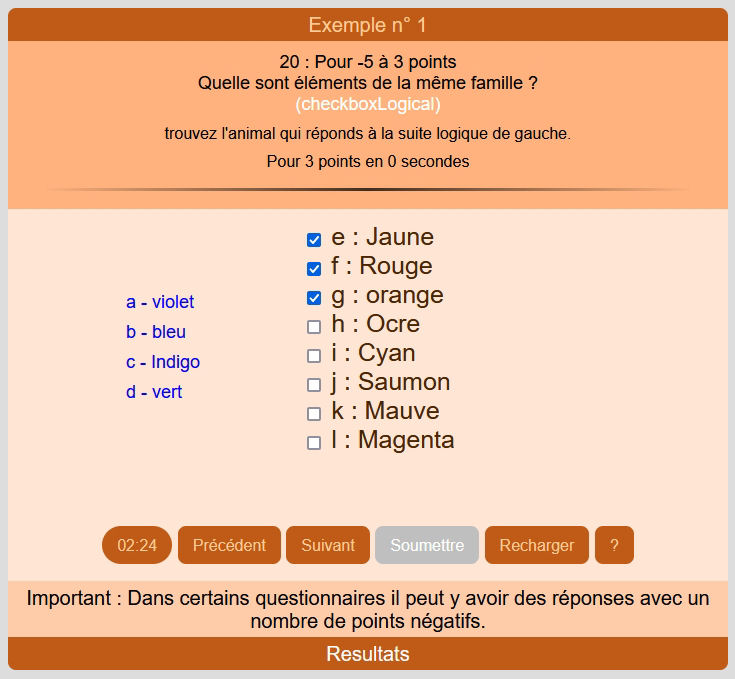 Exemple n° 1
20 : Pour -5 à 3 points
Quelle sont éléments de la même famille ?
(checkboxLogical)
trouvez l'animal qui réponds à la suite logique de gauche.
Pour 3 points en 0 secondes
a - violet
b - bleu
c - Indigo
d - vert
e : Jaune
f : Rouge
g : orange
h : Ocre
i : Cyan
j : Saumon
k : Mauve
l : Magenta
02:24 Précédent Suivant Soumettre Recharger ?
Important : Dans certains questionnaires il peut y avoir des réponses avec un
nombre de points négatifs.
Resultats